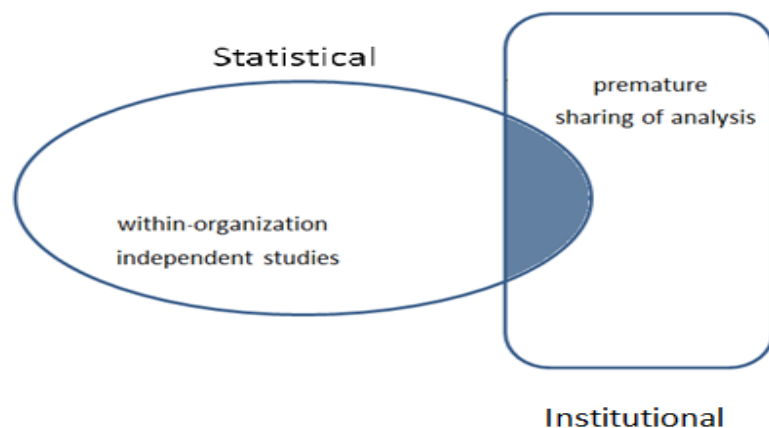 Statistical
premature
sharing of analysis
within-organization
independent studies
Institutional